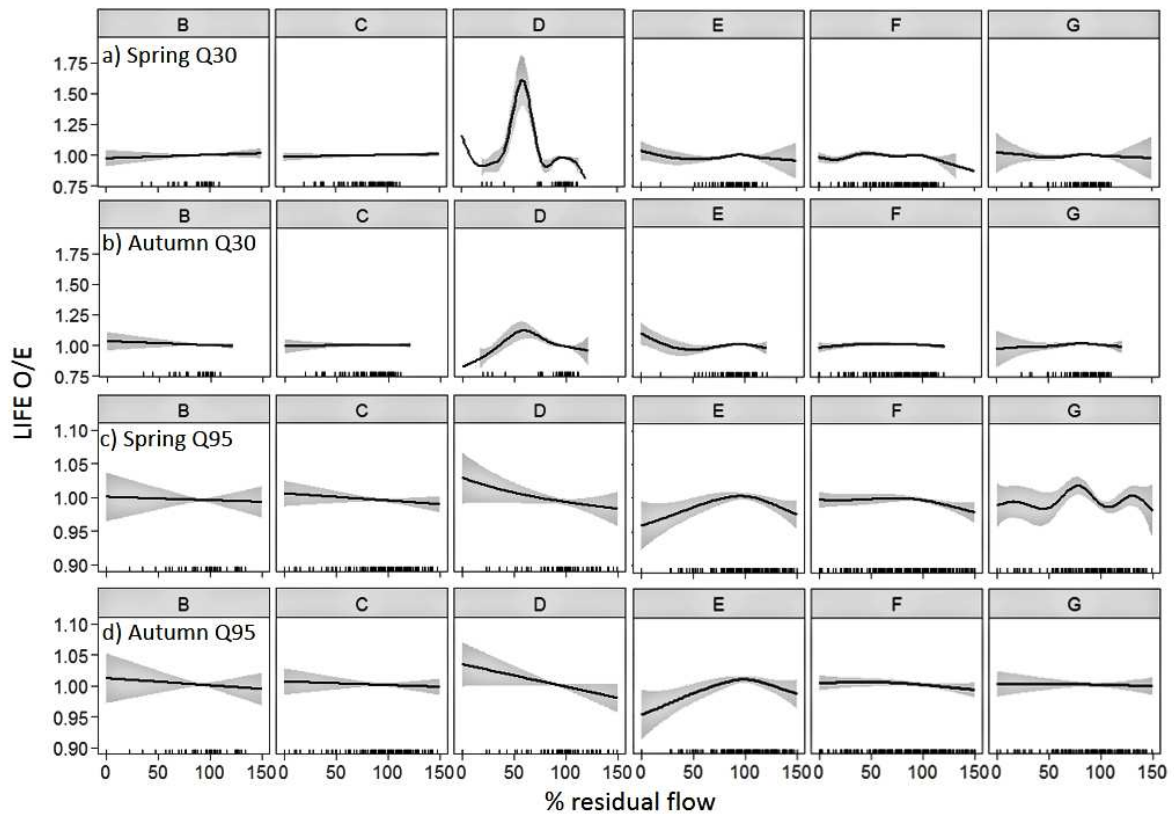 B C D E F G
a) Spring Q30
1.75
1.50
1.25
1.00
0.75
B C D E F G
b) Autumn Q30
1.75
1.50
1.25
1.00
0.75
LIFE O/E
B C D E F G
c) Spring Q95
1.10
1.05
1.00
0.95
0.90
B C D E F G
d) Autumn Q95
1.10
1.05
1.00
0.95
0.90
0 50 100 150 0 50 100 150 0 50 100 150 0 50 100 150 0 50 100 150 0 50 100 150
% residual flow